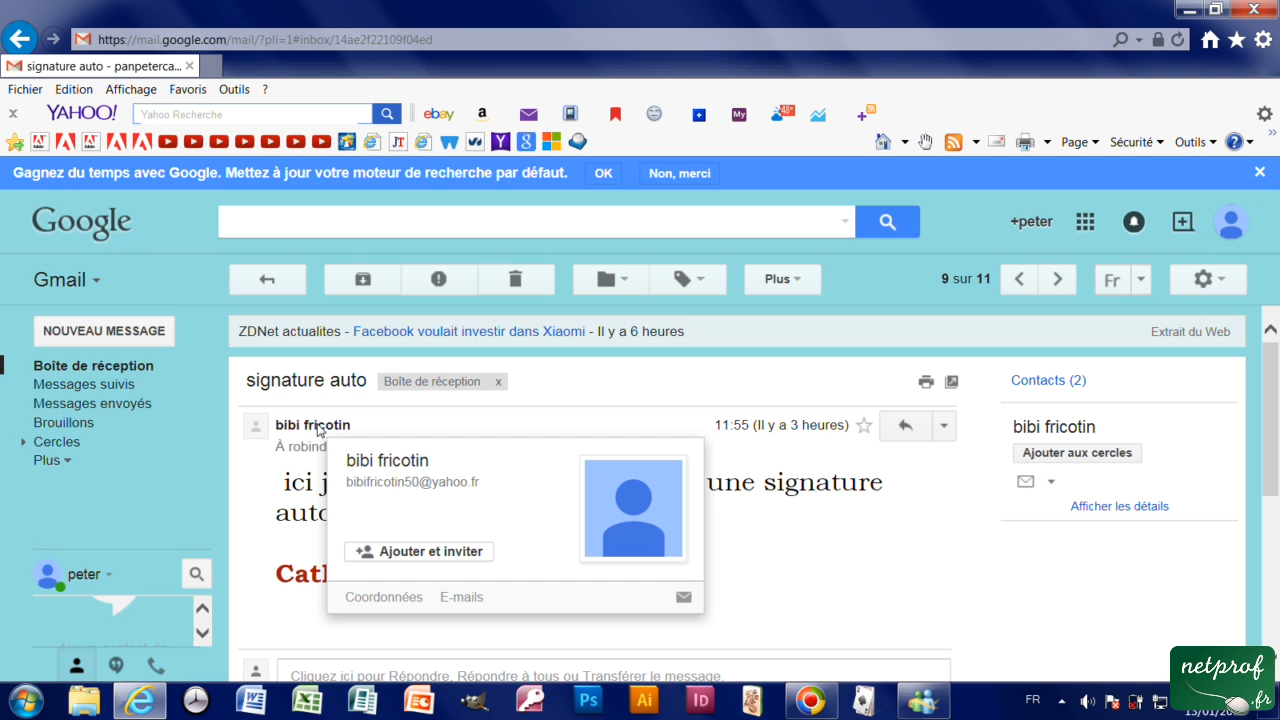 https://mail.google.com/mail/?pli=1#inbox/14ae2f22109f04ed
signature auto - panpeterca...
Fichier Edition Affichage Favoris Outils ?
YAHOO! Yahoo Recherche ebay a My 48
JT Page Sécurité Outils
Gagnez du temps avec Google. Mettez à jour votre moteur de recherche par défaut. OK Non, merci
Google +peter
Gmail Plus 9 sur 11 Fr
NOUVEAU MESSAGE
ZDNet actualites - Facebook voulait investir dans Xiaomi - Il y a 6 heures Extrait du Web
Boîte de réception
Messages suivis
Messages envoyés
Brouillons
Cercles
Plus
signature auto Boîte de réception x
Contacts (2)
bibi fricotin 11:55 (Il y a 3 heures)
bibi fricotin
À robind
Ajouter aux cercles
Afficher les détails
bibi fricotin
bibifricotin50@yahoo.fr
ici j une signature
auto
Ajouter et inviter
Cath
Coordonnées E-mails
peter
Cliquez ici pour Répondre, Répondre à tous ou Transférer le message.
netprof
.fr
Ps Ai Id FR